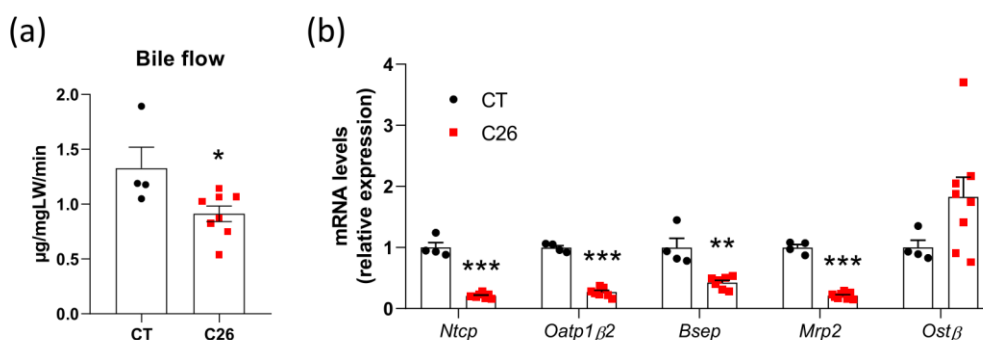 (a)
Bile flow
µg/mgLW/min
2.0
1.5
1.0
0.5
0.0
*
CT
C26
(b)
mRNA levels
(relative expression)
4
3
2
1
0
CT
C26
***
***
**
***
Ntcp
Oatp1β2
Bsep
Mrp2
Ostβ